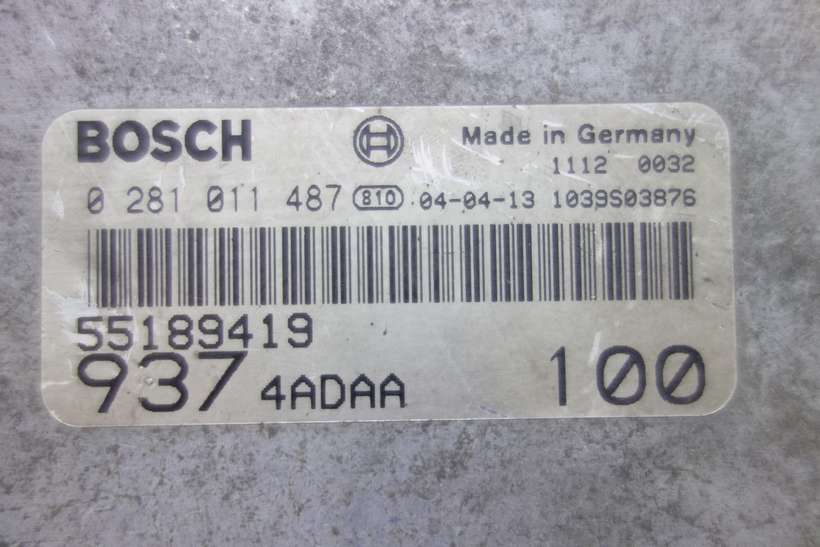 BOSCH Made in Germany
1112 0032
0 281 011 487 810 04-04-13 1039S03876
55189419
937 4ADAA 100